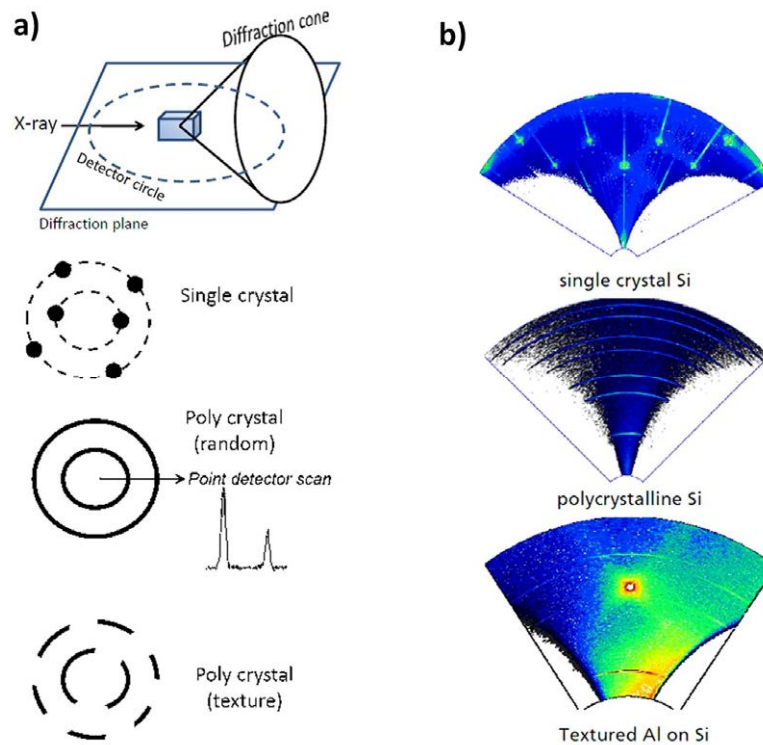 a)
Diffraction cone
X-ray
Detector circle
Diffraction plane
Single crystal
Poly crystal
(random)
Point detector scan
Poly crystal
(texture)
b)
single crystal Si
polycrystalline Si
Textured Al on Si